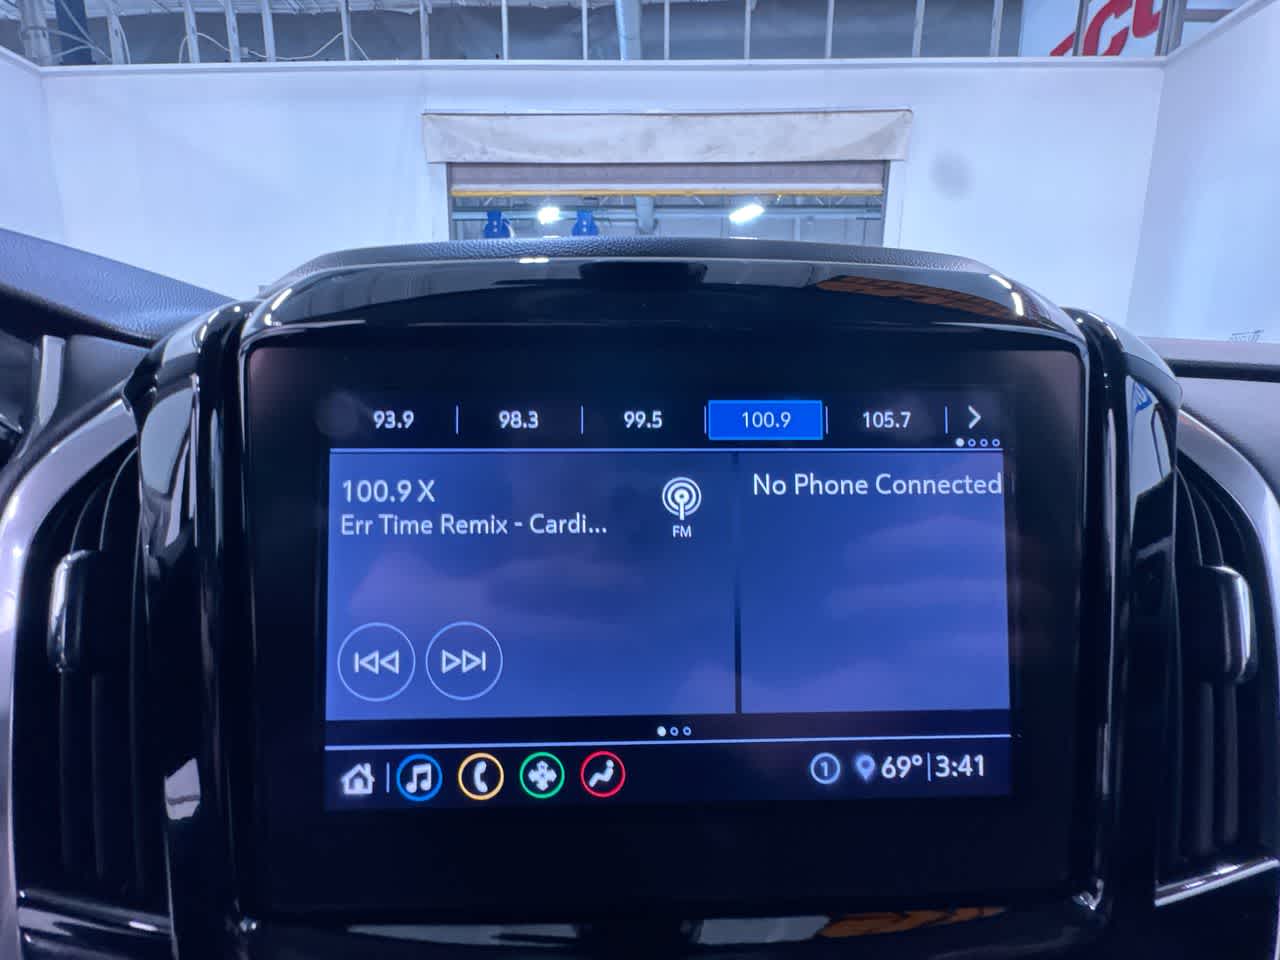 93.9 98.3 99.5 100.9 105.7
100.9 X
Err Time Remix - Cardi...
FM
No Phone Connected
1 69° 3:41